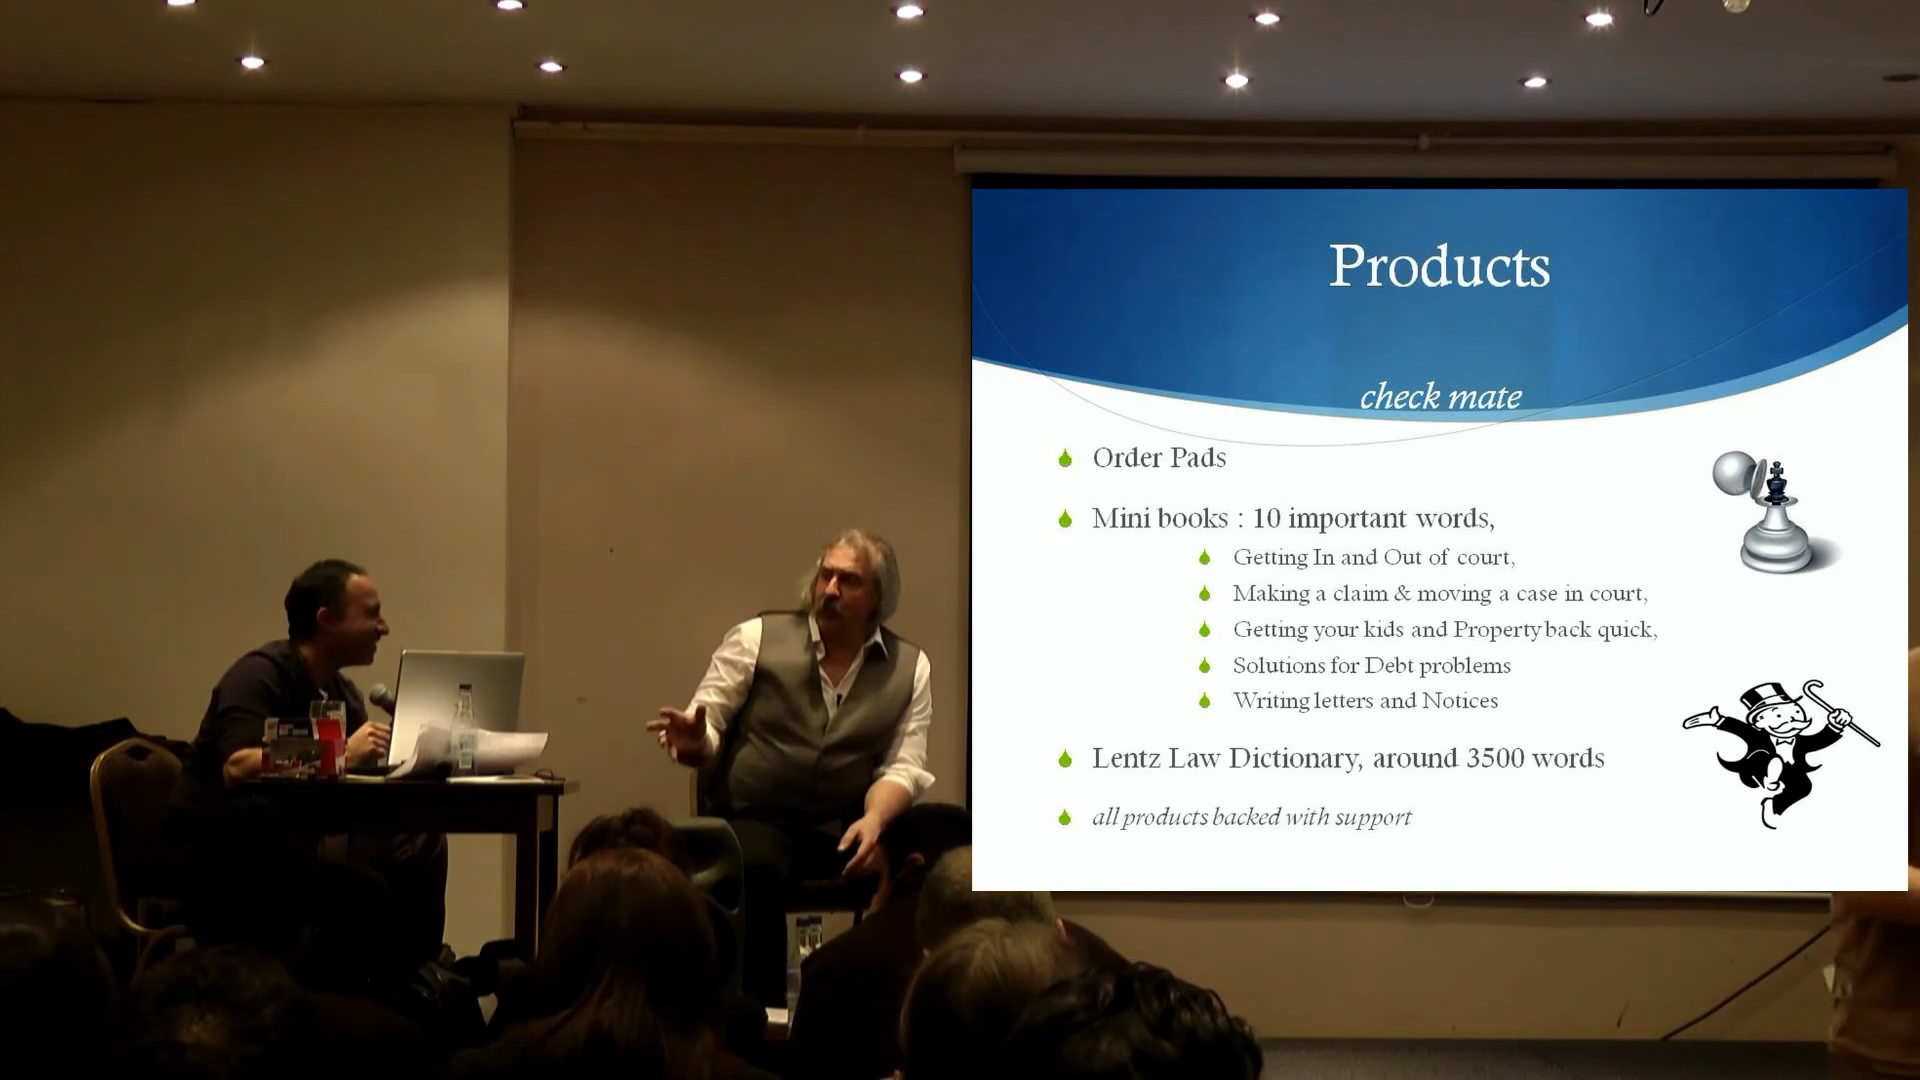 Products
check mate
Order Pads
Mini books : 10 important words,
Getting In and Out of court,
Making a claim & moving a case in court,
Getting your kids and Property back quick,
Solutions for Debt problems
Writing letters and Notices
Lentz Law Dictionary, around 3500 words
all products backed with support